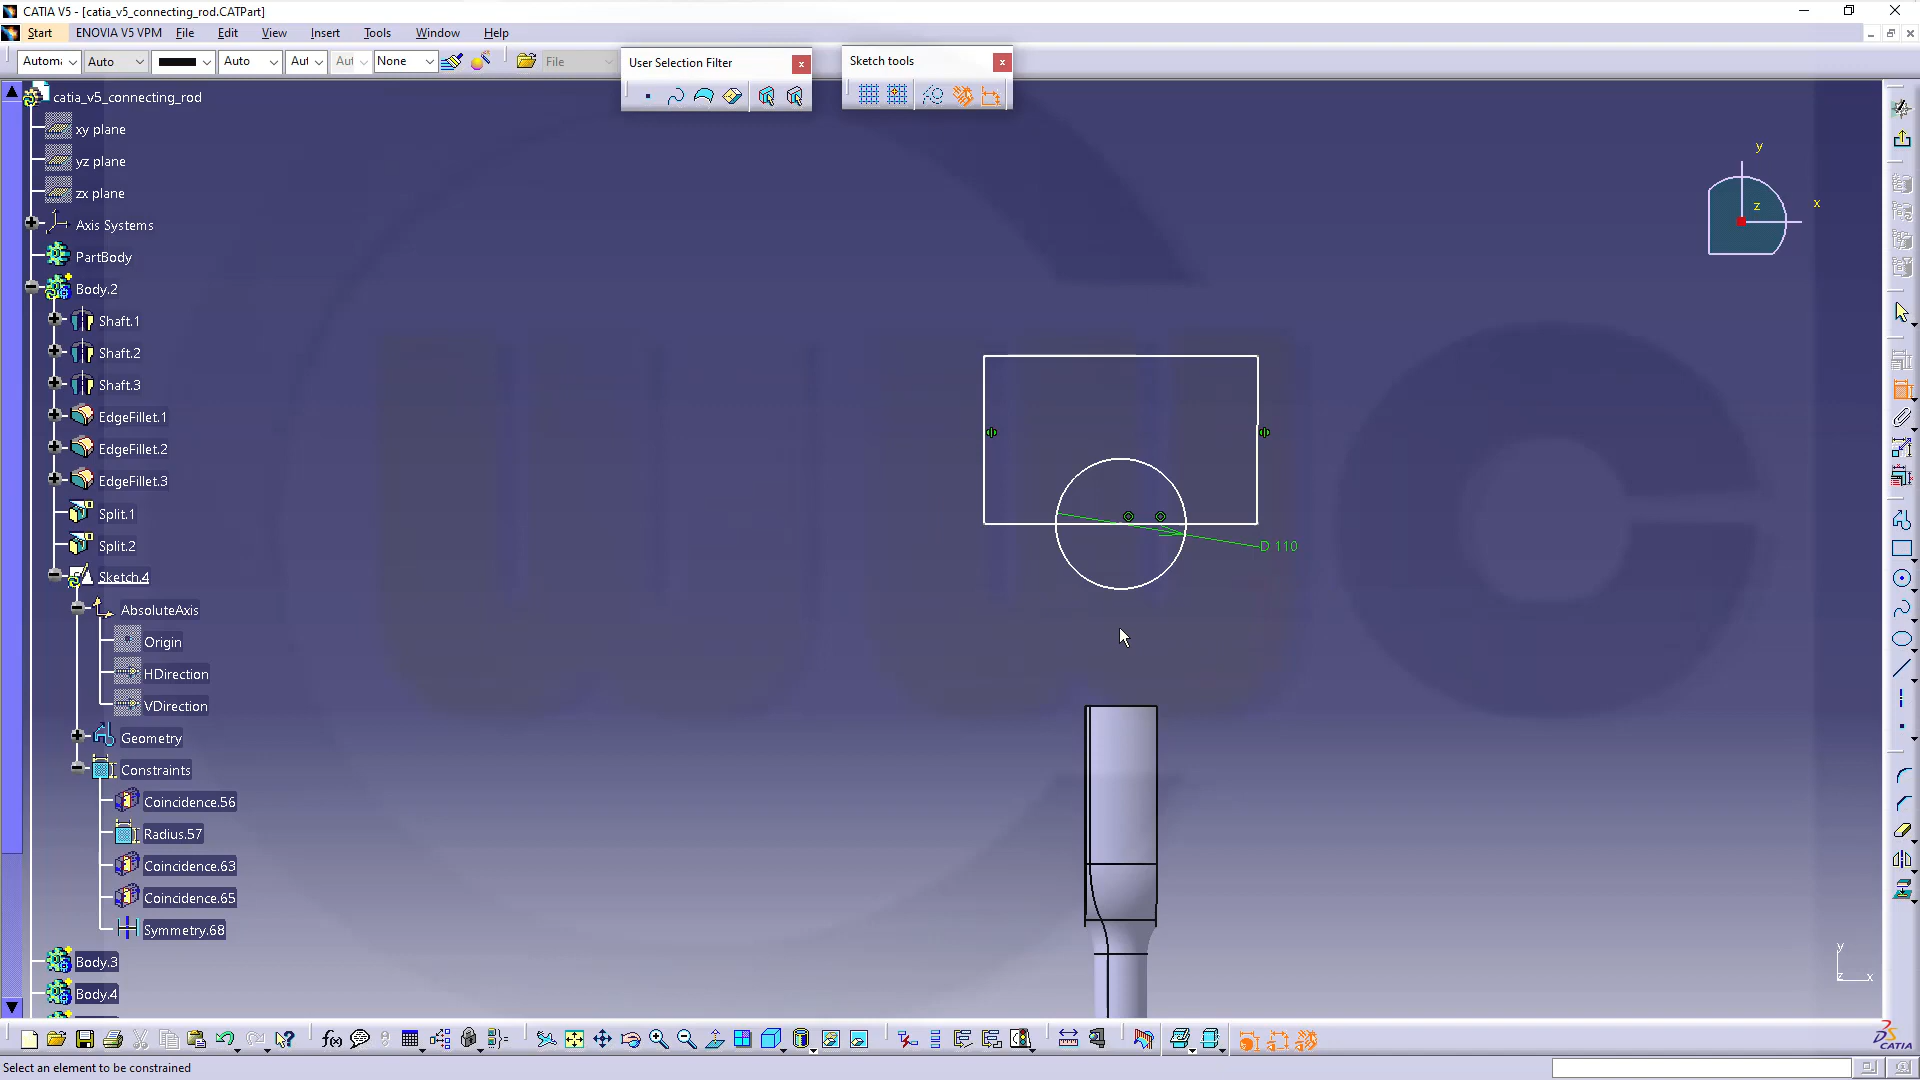 CATIA V5 - [catia_v5_connecting_rod.CATPart]
Start ENOVIA V5 VPM File Edit View Insert Tools Window Help
Auto Auto None File
User Selection Filter
Sketch tools
catia_v5_connecting_rod
xy plane
yz plane
zx plane
Axis Systems
PartBody
Body.2
Shaft.1
Shaft.2
Shaft.3
EdgeFillet.1
EdgeFillet.2
EdgeFillet.3
Split.1
Split.2
Sketch.4
AbsoluteAxis
Origin
HDirection
VDirection
Geometry
Constraints
Coincidence.56
Radius.57
Coincidence.63
Coincidence.65
Symmetry.68
Body.3
Body.4
D 110
y
z
x
y
z
x
f(x)
CATIA
Select an element to be constrained